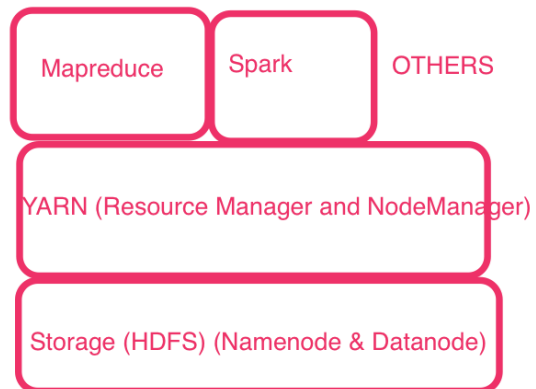 Mapreduce
Spark
OTHERS
YARN (Resource Manager and NodeManager)
Storage (HDFS) (Namenode & Datanode)